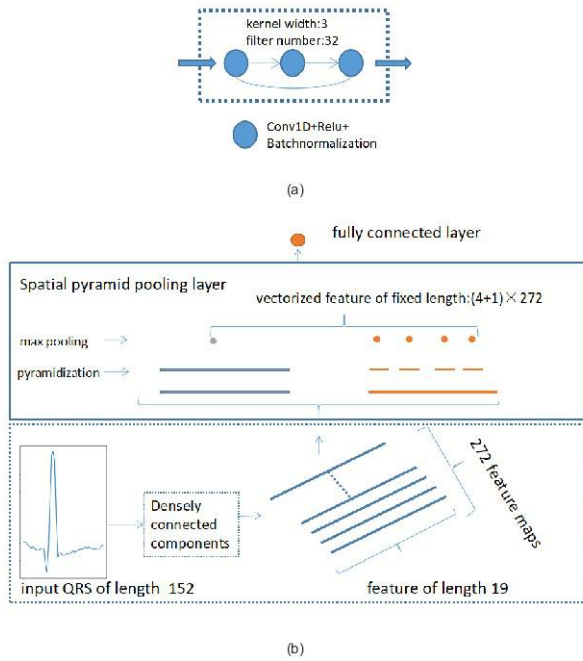 kernel width:3
filter number:32
Conv1D+Relu+
Batchnormalization
(a)
fully connected layer
Spatial pyramid pooling layer
vectorized feature of fixed length:(4+1)×272
max pooling
pyramidization
Densely
connected
components
272 feature maps
input QRS of length 152
feature of length 19
(b)